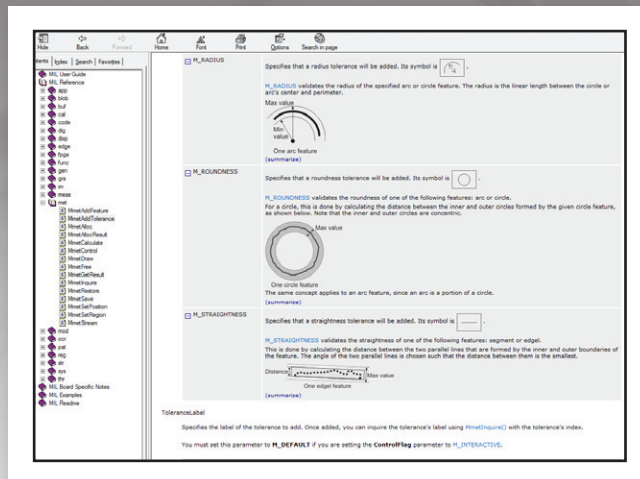 Hide Back Forward Home Font Print Options Search in page
Index Search Favorites
MIL User Guide
MIL Reference
app
blob
buf
cal
code
dig
disp
edge
fpga
func
gen
gra
im
meas
met
MmetAddFeature
MmetAddTolerance
MmetAlloc
MmetAllocResult
MmetCalculate
MmetControl
MmetDraw
MmetFree
MmetGetResult
MmetInquire
MmetRestore
MmetSave
MmetSetPosition
MmetSetRegion
MmetStream
mod
ocr
pat
reg
str
sys
thr
MIL Board Specific Notes
MIL Examples
MIL Readme
M_RADIUS
Specifies that a radius tolerance will be added. Its symbol is .
M_RADIUS validates the radius of the specified arc or circle feature. The radius is the linear length between the circle or
arc's center and perimeter.
Max value
Min
value
One arc feature
(summarize)
M_ROUNDNESS
Specifies that a roundness tolerance will be added. Its symbol is .
M_ROUNDNESS validates the roundness of one of the following features: arc or circle.
For a circle, this is done by calculating the distance between the inner and outer circles formed by the given circle feature,
as shown below. Note that the inner and outer circles are concentric.
Max value
One circle feature
The same concept applies to an arc feature, since an arc is a portion of a circle.
(summarize)
M_STRAIGHTNESS
Specifies that a straightness tolerance will be added. Its symbol is .
M_STRAIGHTNESS validates the straightness of one of the following features: segment or edgel.
This is done by calculating the distance between the two parallel lines that are formed by the inner and outer boundaries of
the feature. The angle of the two parallel lines is chosen such that the distance between them is the smallest.
Distance
Max value
One edgel feature
(summarize)
ToleranceLabel
Specifies the label of the tolerance to add. Once added, you can inquire the tolerance's label using MmetInquire() with the tolerance's index.
You must set this parameter to M_DEFAULT if you are setting the ControlFlag parameter to M_INTERACTIVE.